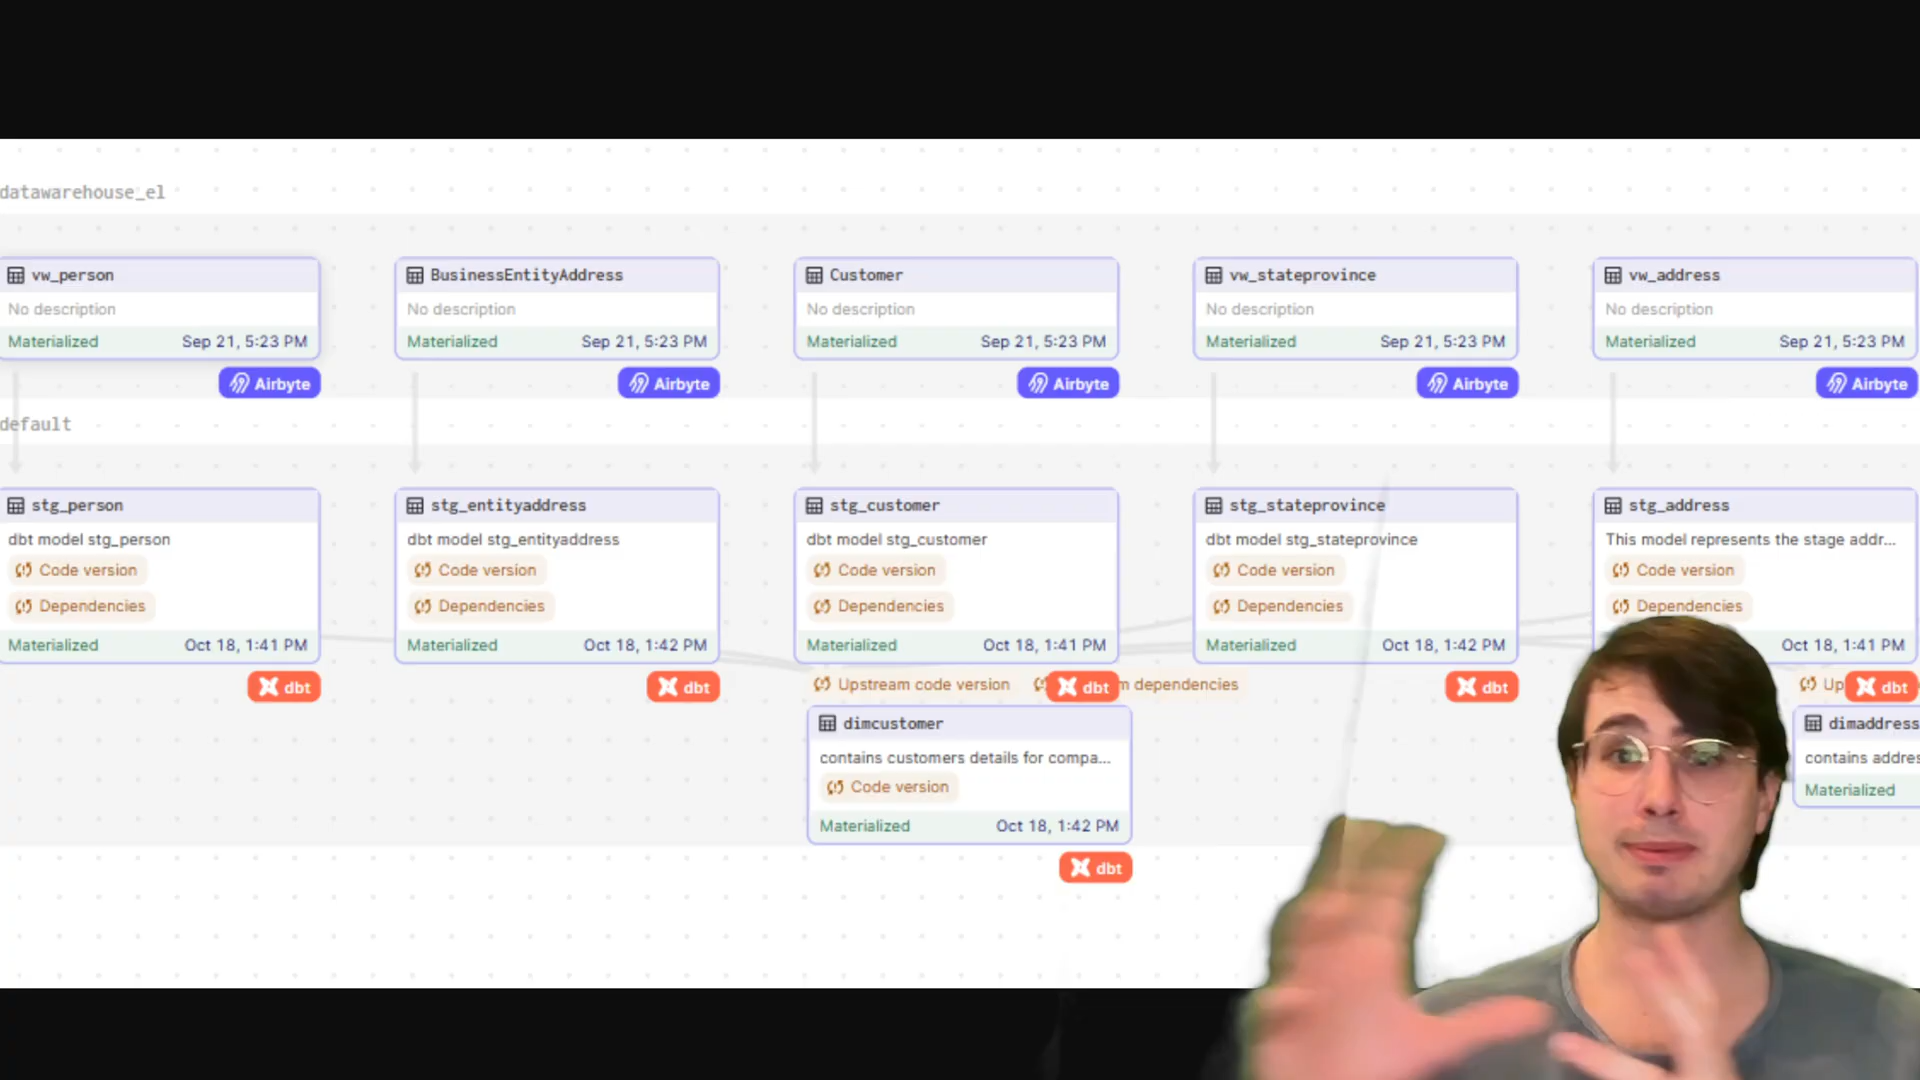 datawarehouse_el
vw_person
No description
Materialized Sep 21, 5:23 PM
Airbyte
BusinessEntityAddress
No description
Materialized Sep 21, 5:23 PM
Airbyte
Customer
No description
Materialized Sep 21, 5:23 PM
Airbyte
vw_stateprovince
No description
Materialized Sep 21, 5:23 PM
Airbyte
vw_address
No description
Materialized Sep 21, 5:23 PM
Airbyte
default
stg_person
dbt model stg_person
Code version
Dependencies
Materialized Oct 18, 1:41 PM
dbt
stg_entityaddress
dbt model stg_entityaddress
Code version
Dependencies
Materialized Oct 18, 1:42 PM
dbt
stg_customer
dbt model stg_customer
Code version
Dependencies
Materialized Oct 18, 1:41 PM
Upstream code version
dbt
m dependencies
stg_stateprovince
dbt model stg_stateprovince
Code version
Dependencies
Materialized Oct 18, 1:42 PM
dbt
stg_address
This model represents the stage addr...
Code version
Dependencies
Oct 18, 1:41 PM
Up
dbt
dimcustomer
contains customers details for compa...
Code version
Materialized Oct 18, 1:42 PM
dbt
dimaddress
contains addres
Materialized